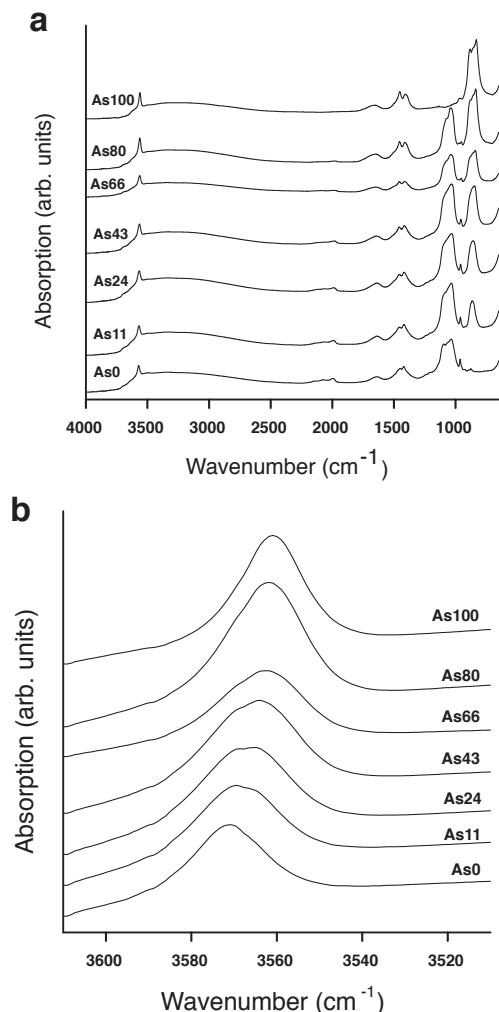 a
Absorption (arb. units)
As100
As80
As66
As43
As24
As11
As0
4000 3500 3000 2500 2000 1500 1000
Wavenumber (cm-1)
b
Absorption (arb. units)
As100
As80
As66
As43
As24
As11
As0
3600 3580 3560 3540 3520
Wavenumber (cm-1)